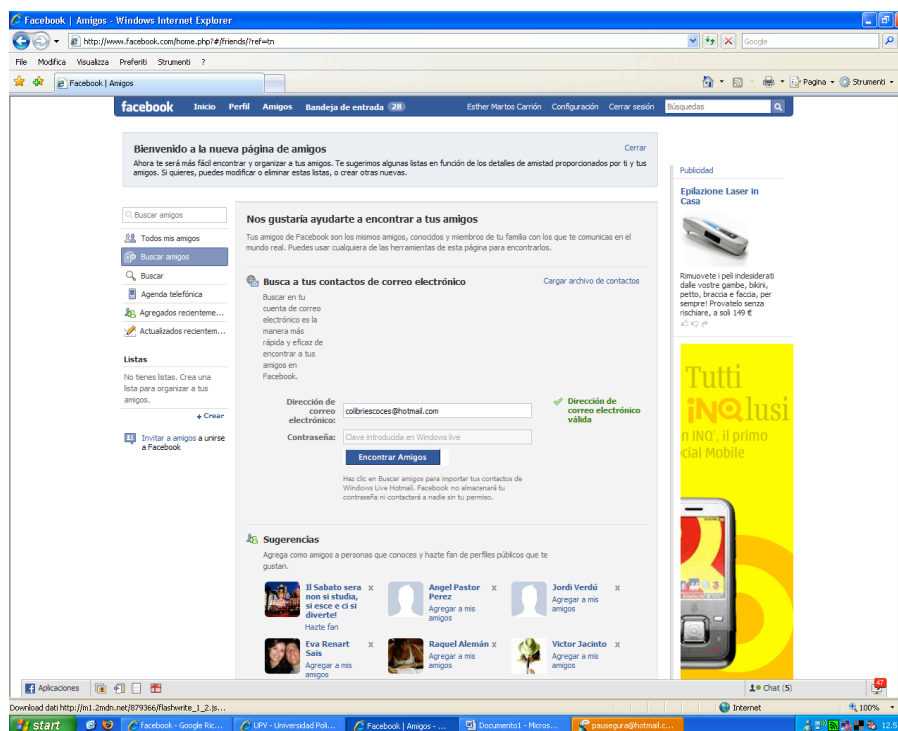 Facebook | Amigos - Windows Internet Explorer
http://www.facebook.com/home.php?#/friends/?ref=tn
Google
File Modifica Visualizza Preferiti Strumenti ?
Facebook | Amigos
Pagina
Strumenti
facebook Inicio Perfil Amigos Bandeja de entrada 28 Esther Martos Carrión Configuración Cerrar sesión Búsquedas
Bienvenido a la nueva página de amigos
Cerrar
Ahora te será más fácil encontrar y organizar a tus amigos. Te sugerimos algunas listas en función de los detalles de amistad proporcionados por ti y tus
amigos. Si quieres, puedes modificar o eliminar estas listas, o crear otras nuevas.
Buscar amigos
Todos mis amigos
Buscar amigos
Buscar
Agenda telefónica
Agregados recienteme...
Actualizados recientem...
Listas
No tienes listas. Crea una
lista para organizar a tus
amigos.
+ Crear
Invitar a amigos a unirse
a Facebook
Nos gustaría ayudarte a encontrar a tus amigos
Tus amigos de Facebook son los mismos amigos, conocidos y miembros de tu familia con los que te comunicas en el
mundo real. Puedes usar cualquiera de las herramientas de esta página para encontrarlos.
Busca a tus contactos de correo electrónico
Cargar archivo de contactos
Buscar en tu
cuenta de correo
electrónico es la
manera más
rápida y eficaz de
encontrar a tus
amigos en
Facebook.
Dirección de
correo
electrónico:
colibriescoces@hotmail.com
Dirección de
correo electrónico
válida
Contraseña:
Clave introducida en Windows live
Encontrar Amigos
Haz clic en Buscar amigos para importar tus contactos de
Windows Live Hotmail. Facebook no almacenará tu
contraseña ni contactará a nadie sin tu permiso.
Sugerencias
Agrega como amigos a personas que conoces y hazte fan de perfiles públicos que te
gustan.
Il Sabato sera x
non si studia,
si esce e ci si
diverte!
Hazte fan
Angel Pastor x
Perez
Agregar a mis
amigos
Jordi Verdú x
Agregar a mis
amigos
Eva Renart x
Sais
Agregar a mis
amigos
Raquel Alemán x
Agregar a mis
amigos
Victor Jacinto x
Agregar a mis
amigos
Publicidad
Epilazione Laser in
Casa
Rimuovete i peli indesiderati
dalle vostre gambe, bikini,
petto, braccia e faccia, per
sempre! Provatelo senza
rischiare, a soli 149 €
Tutti
iNQlusi
n INQ', il primo
cial Mobile
Aplicaciones
Chat (5)
47
Download dati http://m1.2mdn.net/879366/flashwrite_1_2.js...
Internet
100%
start
facebook - Google Ric...
UPV - Universidad Poli...
Facebook | Amigos - ...
Documento1 - Micros...
pausegura@hotmail.c...
12.5